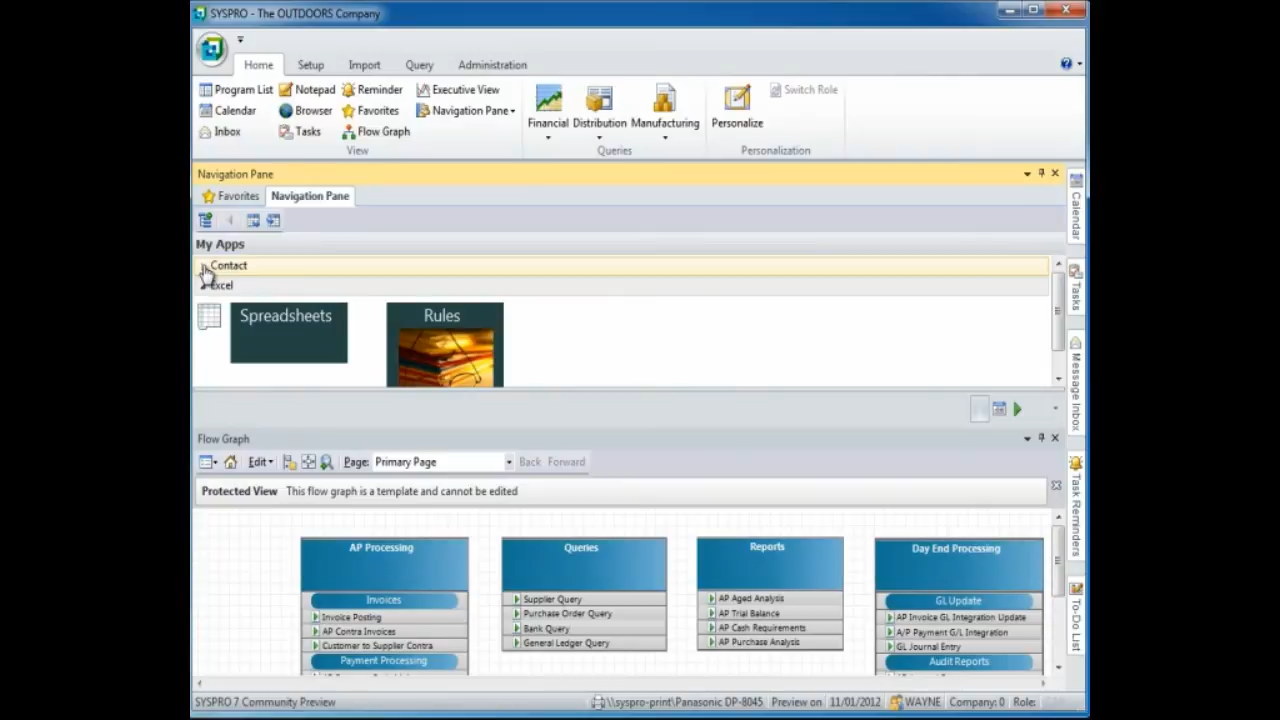 SYSPRO - The OUTDOORS Company
Home Setup Import Query Administration
Program List Notepad Reminder Executive View
Calendar Browser Favorites Navigation Pane
Inbox Tasks Flow Graph
Financial Distribution Manufacturing Personalize Switch Role
View Queries Personalization
Navigation Pane
Favorites Navigation Pane
My Apps
Contact
Excel
Spreadsheets Rules
Calendar
Tasks
Message Inbox
Task Reminders
To-Do List
Flow Graph
Edit Page: Primary Page Back Forward
Protected View This flow graph is a template and cannot be edited
AP Processing
Invoices
Invoice Posting
AP Contra Invoices
Customer to Supplier Contra
Payment Processing
Queries
Supplier Query
Purchase Order Query
Bank Query
General Ledger Query
Reports
AP Aged Analysis
AP Trial Balance
AP Cash Requirements
AP Purchase Analysis
Day End Processing
GL Update
AP Invoice GL Integration Update
A/P Payment G/L Integration
GL Journal Entry
Audit Reports
SYSPRO 7 Community Preview \\syspro-print\Panasonic DP-8045 Preview on 11/01/2012 WAYNE Company: 0 Role: